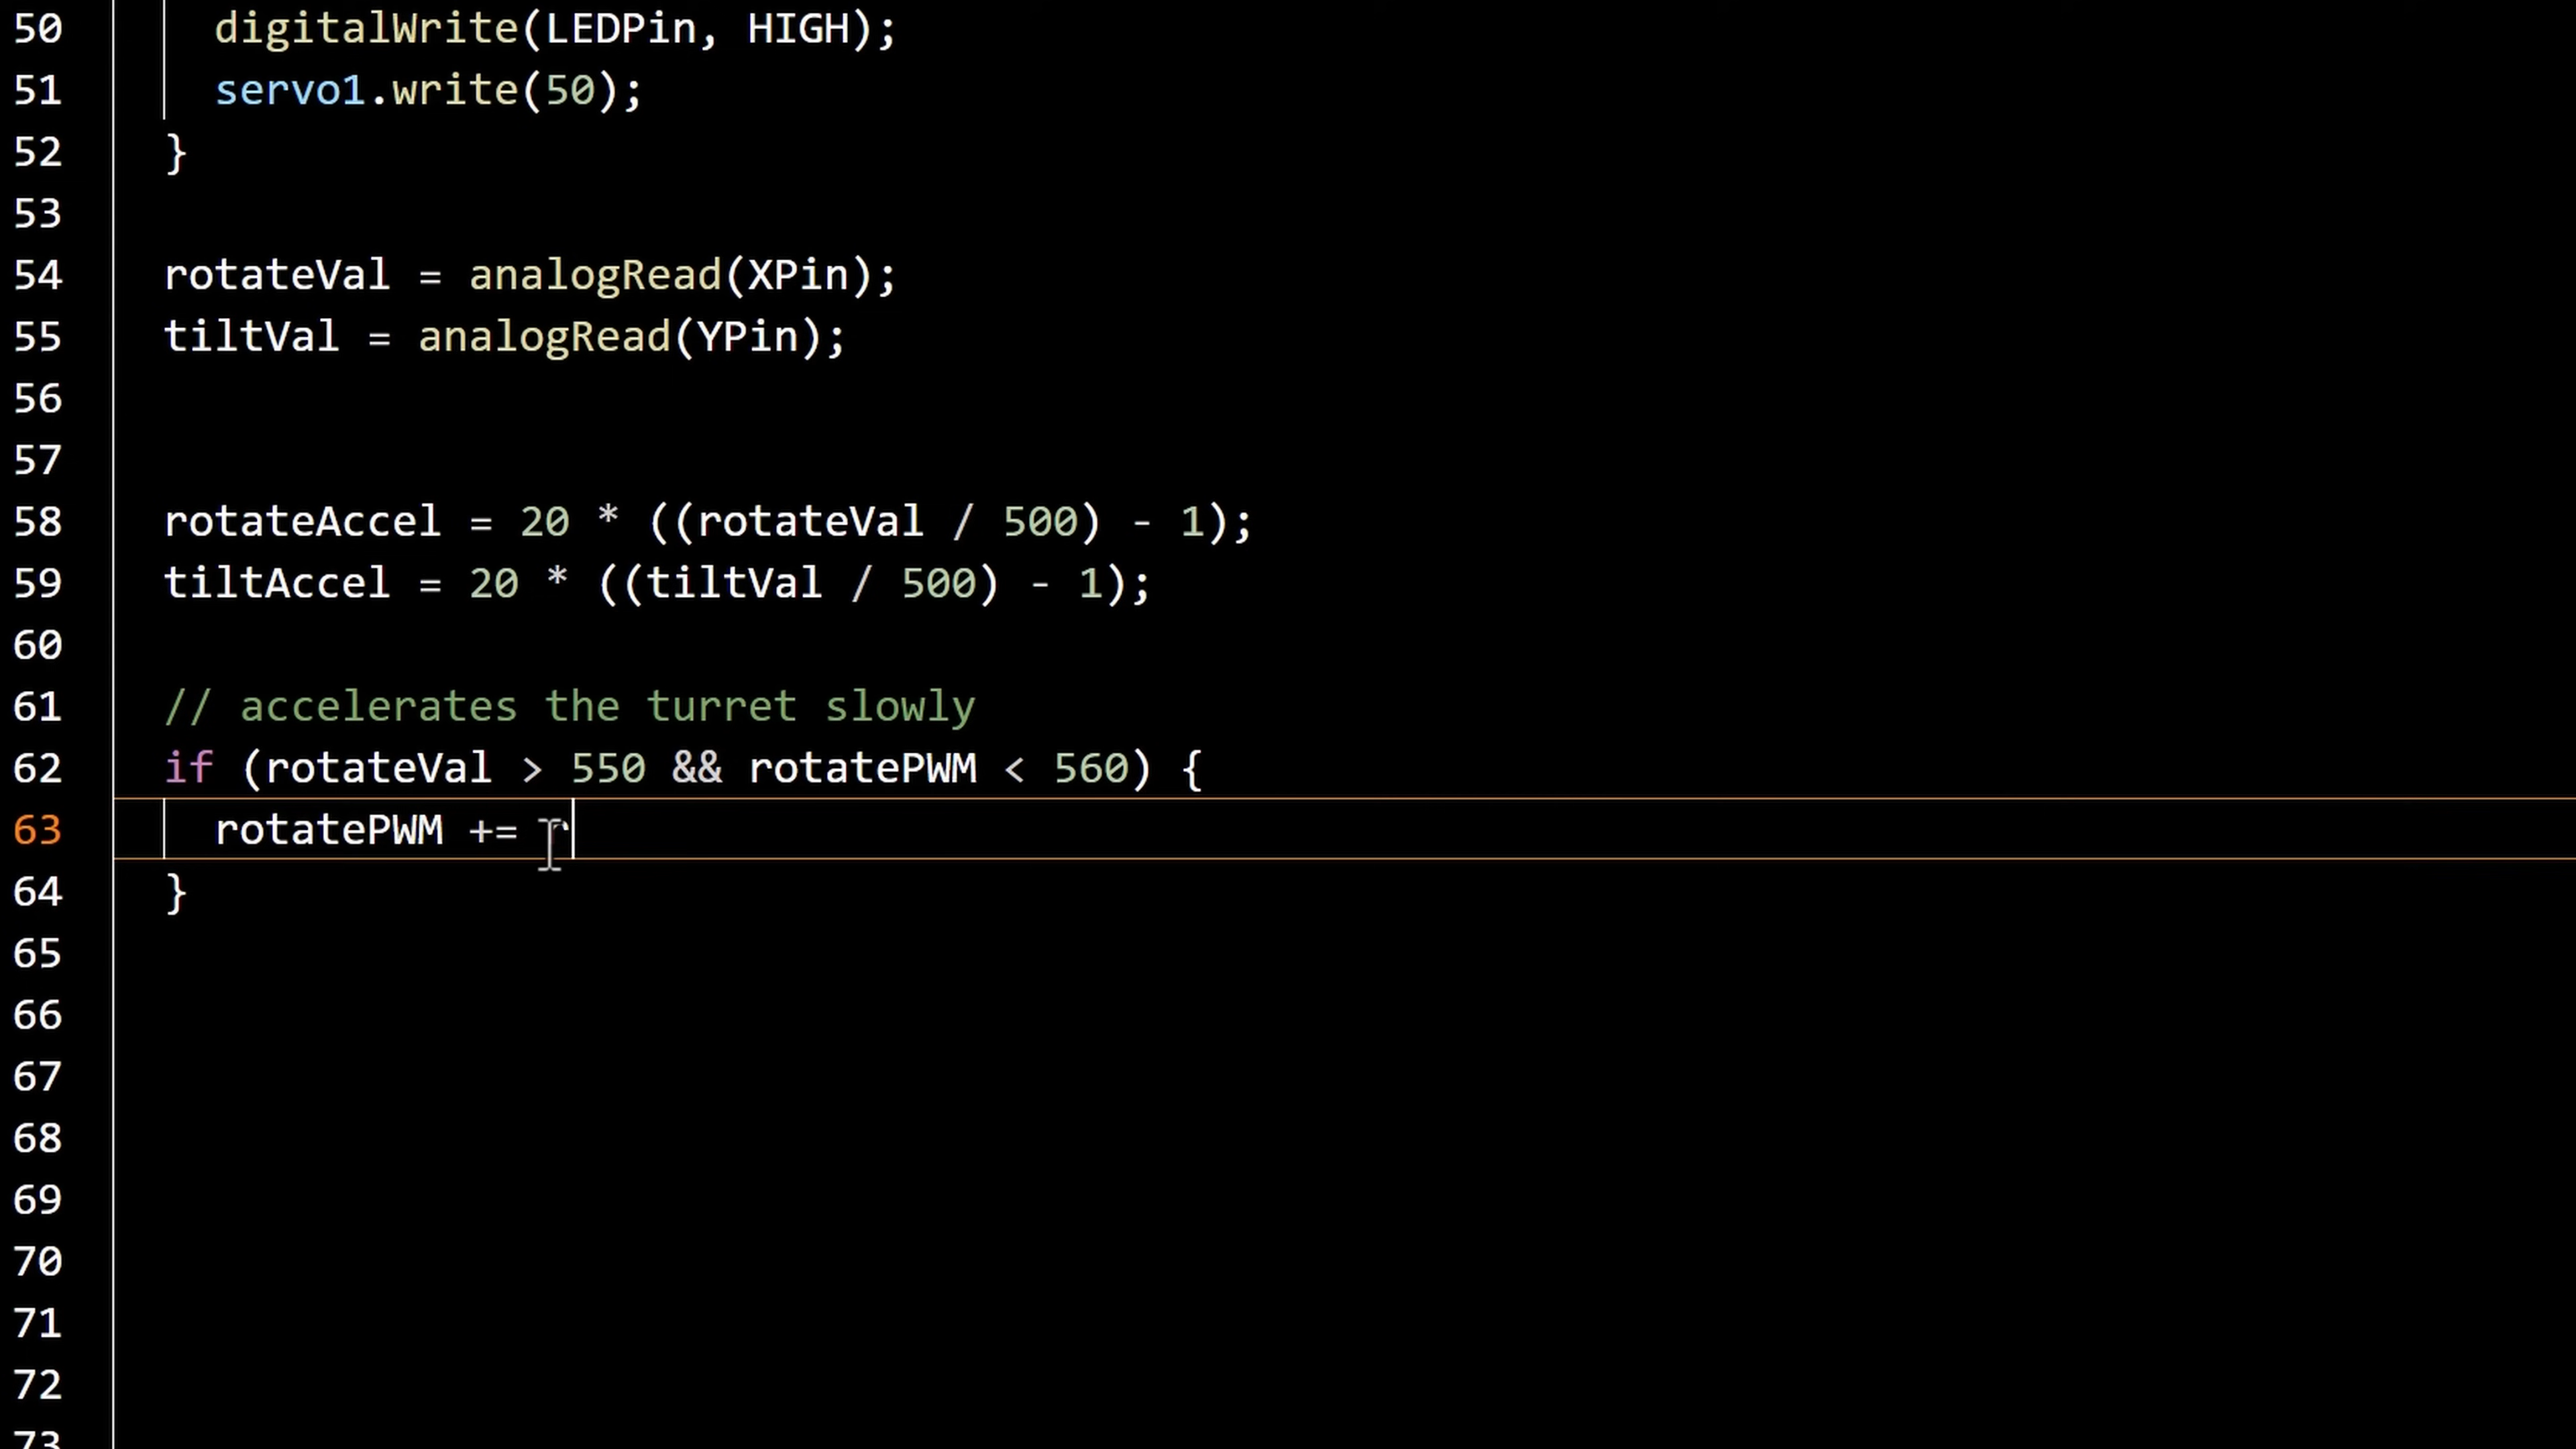 50 digitalWrite(LEDPin, HIGH);
51 servo1.write(50);
52 }
53
54 rotateVal = analogRead(XPin);
55 tiltVal = analogRead(YPin);
56
57
58 rotateAccel = 20 * ((rotateVal / 500) - 1);
59 tiltAccel = 20 * ((tiltVal / 500) - 1);
60
61 // accelerates the turret slowly
62 if (rotateVal > 550 && rotatePWM < 560) {
63 rotatePWM += r
64 }
65
66
67
68
69
70
71
72
73